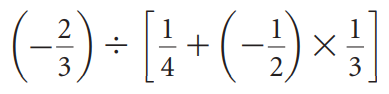 (−2/3) ÷ [1/4 + (−1/2) × 1/3]